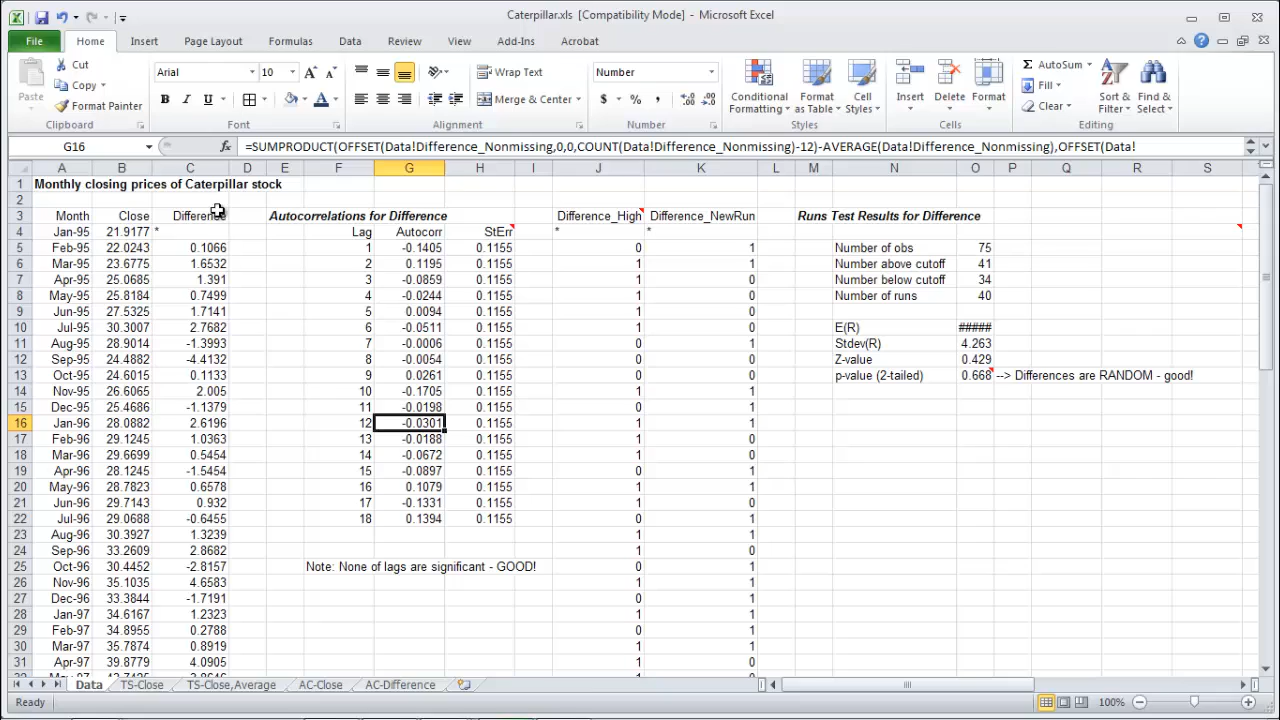 Caterpillar.xls [Compatibility Mode] - Microsoft Excel
File Home Insert Page Layout Formulas Data Review View Add-Ins Acrobat
Paste Cut Copy Format Painter Clipboard
Arial 10 B I U Font
Wrap Text Merge & Center Alignment
Number $ % , Number
Conditional Formatting Format as Table Cell Styles Styles
Insert Delete Format Cells
AutoSum Fill Clear Sort & Filter Find & Select Editing
G16 fx =SUMPRODUCT(OFFSET(Data!Difference_Nonmissing,0,0,COUNT(Data!Difference_Nonmissing)-12)-AVERAGE(Data!Difference_Nonmissing),OFFSET(Data!
A B C D E F G H I J K L M N O P Q R S
1 Monthly closing prices of Caterpillar stock
2
3 Month Close Difference Autocorrelations for Difference Difference_High Difference_NewRun Runs Test Results for Difference
4 Jan-95 21.9177 * Lag Autocorr StErr * *
5 Feb-95 22.0243 0.1066 1 -0.1405 0.1155 0 1 Number of obs 75
6 Mar-95 23.6775 1.6532 2 0.1195 0.1155 1 1 Number above cutoff 41
7 Apr-95 25.0685 1.391 3 -0.0859 0.1155 1 0 Number below cutoff 34
8 May-95 25.8184 0.7499 4 -0.0244 0.1155 1 0 Number of runs 40
9 Jun-95 27.5325 1.7141 5 0.0094 0.1155 1 0
10 Jul-95 30.3007 2.7682 6 -0.0511 0.1155 1 0 E(R) #####
11 Aug-95 28.9014 -1.3993 7 -0.0006 0.1155 0 1 Stdev(R) 4.263
12 Sep-95 24.4882 -4.4132 8 -0.0054 0.1155 0 0 Z-value 0.429
13 Oct-95 24.6015 0.1133 9 0.0261 0.1155 0 0 p-value (2-tailed) 0.668 --> Differences are RANDOM - good!
14 Nov-95 26.6065 2.005 10 -0.1705 0.1155 1 1
15 Dec-95 25.4686 -1.1379 11 -0.0198 0.1155 0 1
16 Jan-96 28.0882 2.6196 12 -0.0301 0.1155 1 1
17 Feb-96 29.1245 1.0363 13 -0.0188 0.1155 1 0
18 Mar-96 29.6699 0.5454 14 -0.0672 0.1155 1 0
19 Apr-96 28.1245 -1.5454 15 -0.0897 0.1155 0 1
20 May-96 28.7823 0.6578 16 0.1079 0.1155 1 1
21 Jun-96 29.7143 0.932 17 -0.1331 0.1155 1 0
22 Jul-96 29.0688 -0.6455 18 0.1394 0.1155 0 1
23 Aug-96 30.3927 1.3239 1 1
24 Sep-96 33.2609 2.8682 1 0
25 Oct-96 30.4452 -2.8157 Note: None of lags are significant - GOOD! 0 1
26 Nov-96 35.1035 4.6583 1 1
27 Dec-96 33.3844 -1.7191 0 1
28 Jan-97 34.6167 1.2323 1 1
29 Feb-97 34.8955 0.2788 0 1
30 Mar-97 35.7874 0.8919 1 1
31 Apr-97 39.8779 4.0905 1 0
Data TS-Close TS-Close,Average AC-Close AC-Difference
Ready 100%